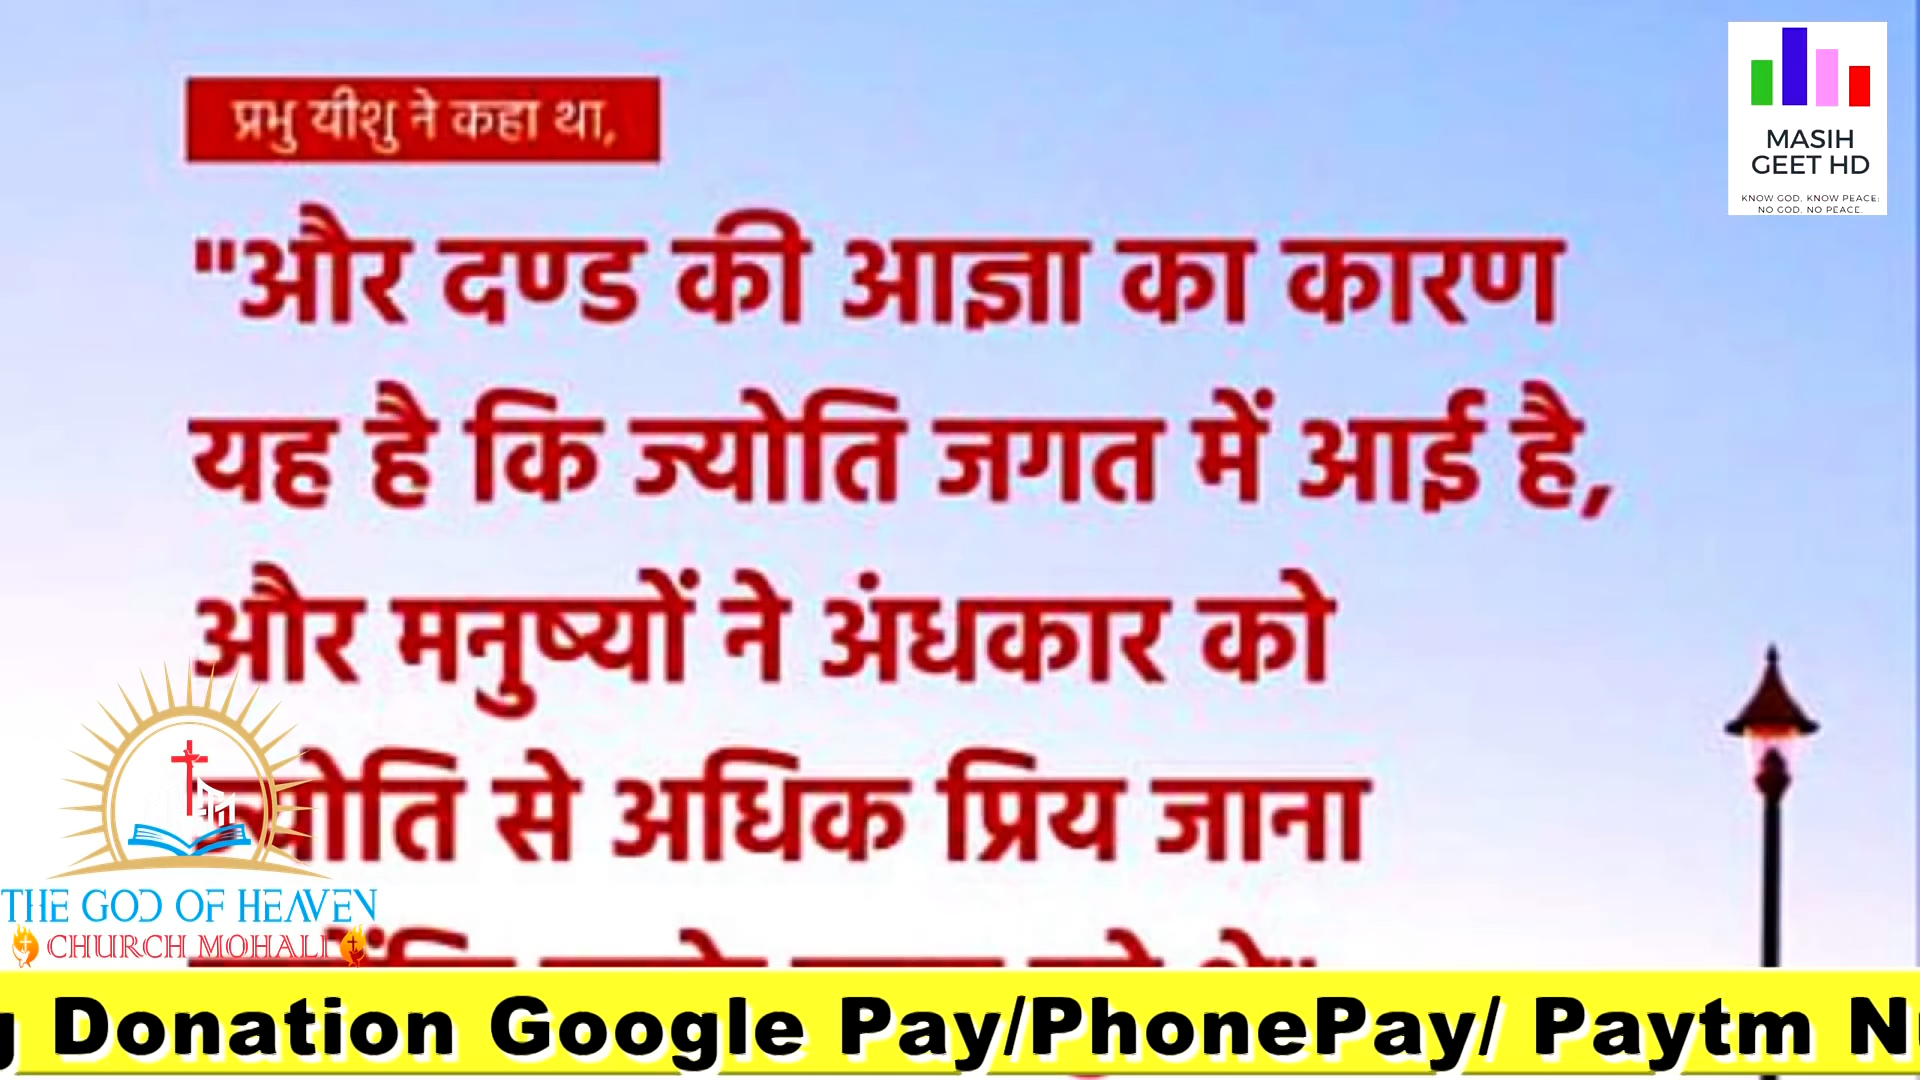 प्रभु यीशु ने कहा था,
"और दण्ड की आज्ञा का कारण
यह है कि ज्योति जगत में आई है,
और मनुष्यों ने अंधकार को
से अधिक प्रिय जाना
MASIH
GEET HD
KNOW GOD, KNOW PEACE;
NO GOD, NO PEACE.
THE GOD OF HEAVEN
CHURCH MOHALI
Donation Google Pay/PhonePay/ Paytm